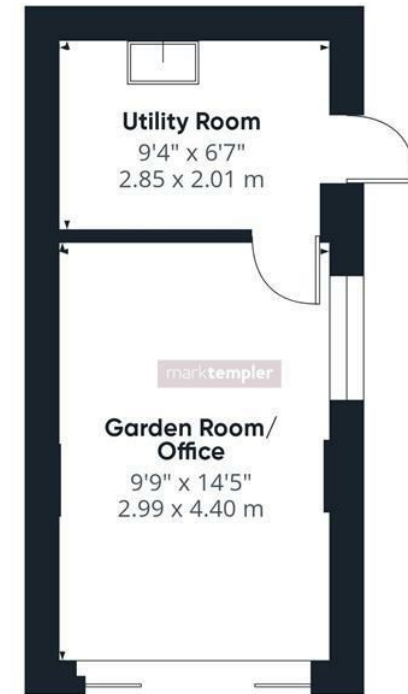 Utility Room
9'4" x 6'7"
2.85 x 2.01 m
marktempler
Garden Room/
Office
9'9" x 14'5"
2.99 x 4.40 m